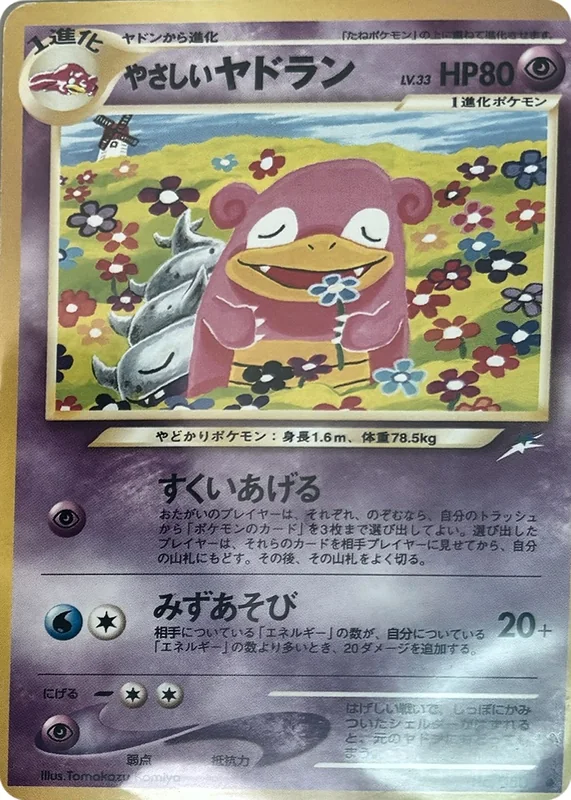 1進化
ヤドンから進化
「たねポケモン」の上に重ねて進化させます。
やさしいヤドラン
LV.33 HP80
1進化ポケモン
やどかりポケモン：身長1.6m、体重78.5kg
すくいあげる
おたがいのプレイヤーは、それぞれ、のぞむなら、自分のトラッシュ
から「ポケモンのカード」を3枚まで選び出してよい。選び出した
プレイヤーは、それらのカードを相手プレイヤーに見せてから、自分
の山札にもどす。その後、その山札をよく切る。
みずあそび
20+
相手についている「エネルギー」の数が、自分についている
「エネルギー」の数より多いとき、20ダメージを追加する。
にげる
弱点
抵抗力
はげしい戦いで、しっぽにかみ
ついたシェルダーがはずれると
と、元のヤドンに
まう。
Illus.Tomokazu Komiya